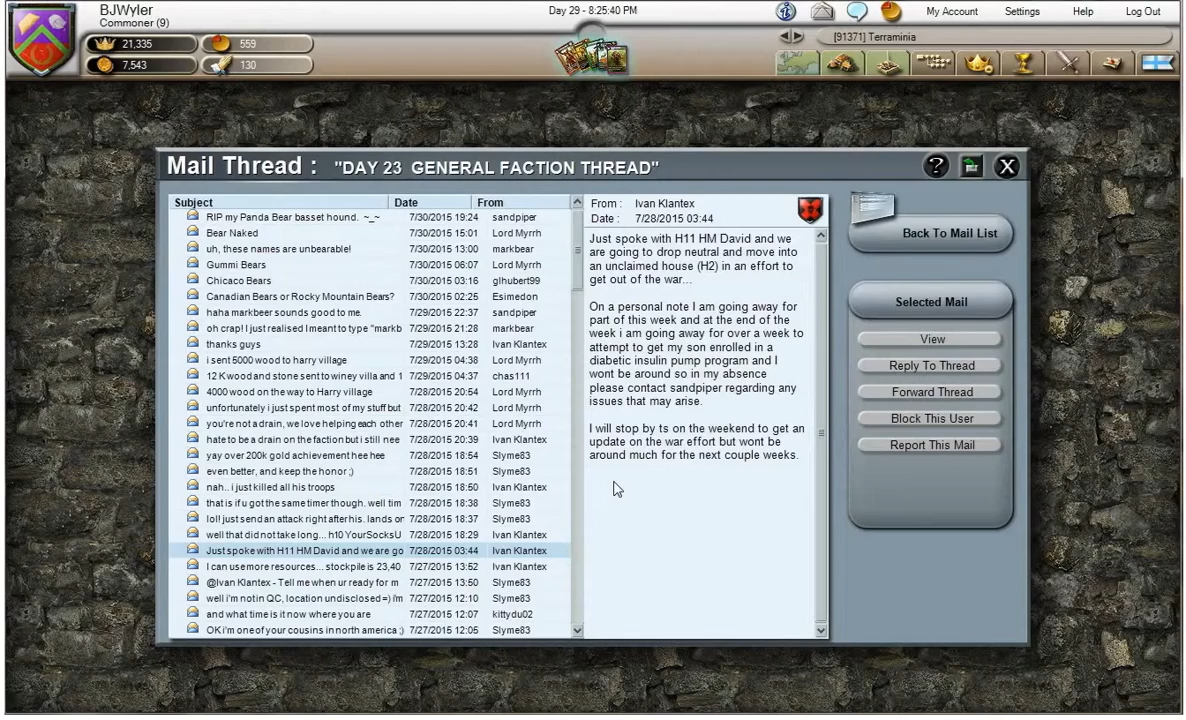 BJWyler
Commoner (9)
21,335
559
7,543
130
Day 29 - 8:25:40 PM
My Account
Settings
Help
Log Out
[91371] Terraminia
Mail Thread : "DAY 23 GENERAL FACTION THREAD"
?
X
Subject Date From
RIP my Panda Bear basset hound. ~_~ 7/30/2015 19:24 sandpiper
Bear Naked 7/30/2015 15:01 Lord Myrrh
uh, these names are unbearable! 7/30/2015 13:00 markbear
Gummi Bears 7/30/2015 06:07 Lord Myrrh
Chicaco Bears 7/30/2015 03:16 glhubert99
Canadian Bears or Rocky Mountain Bears? 7/30/2015 02:26 Esimedon
haha markbeer sounds good to me. 7/29/2015 22:37 sandpiper
oh crap! I just realised I meant to type "markb 7/29/2015 21:28 markbear
thanks guys 7/29/2015 13:28 Ivan Klantex
i sent 5000 wood to harry village 7/29/2015 04:38 Lord Myrrh
12 K wood and stone sent to winey villa and 1 7/29/2015 04:37 chas111
4000 wood on the way to Harry village 7/28/2015 20:54 Lord Myrrh
unfortunately i just spent most of my stuff but 7/28/2015 20:42 Lord Myrrh
you're not a drain, we love helping each other 7/28/2015 20:41 Lord Myrrh
hate to be a drain on the faction but i still nee 7/28/2015 20:39 Ivan Klantex
yay over 200k gold achievement hee hee 7/28/2015 18:54 Slyme83
even better, and keep the honor ;) 7/28/2015 18:51 Slyme83
nah.. i just killed all his troops 7/28/2015 18:50 Ivan Klantex
that is if u got the same timer though. well tim 7/28/2015 18:38 Slyme83
lol! just send an attack right after his. lands or 7/28/2015 18:37 Slyme83
well that did not take long... h10 YourSocksU 7/28/2015 18:29 Ivan Klantex
Just spoke with H11 HM David and we are go 7/28/2015 03:44 Ivan Klantex
I can use more resources... stockpile is 23,40 7/27/2015 13:52 Ivan Klantex
@Ivan Klantex - Tell me when ur ready for m 7/27/2015 13:50 Slyme83
well i'm not in QC, location undisclosed =) i'm 7/27/2015 12:10 Slyme83
and what time is it now where you are 7/27/2015 12:07 kittydu02
OK i'm one of your cousins in north america ;) 7/27/2015 12:05 Slyme83
From : Ivan Klantex
Date : 7/28/2015 03:44
Just spoke with H11 HM David and we
are going to drop neutral and move into
an unclaimed house (H2) in an effort to
get out of the war...
On a personal note I am going away for
part of this week and at the end of the
week i am going away for over a week to
attempt to get my son enrolled in a
diabetic insulin pump program and I
wont be around so in my absence
please contact sandpiper regarding any
issues that may arise.
I will stop by ts on the weekend to get an
update on the war effort but wont be
around much for the next couple weeks.
Back To Mail List
Selected Mail
View
Reply To Thread
Forward Thread
Block This User
Report This Mail